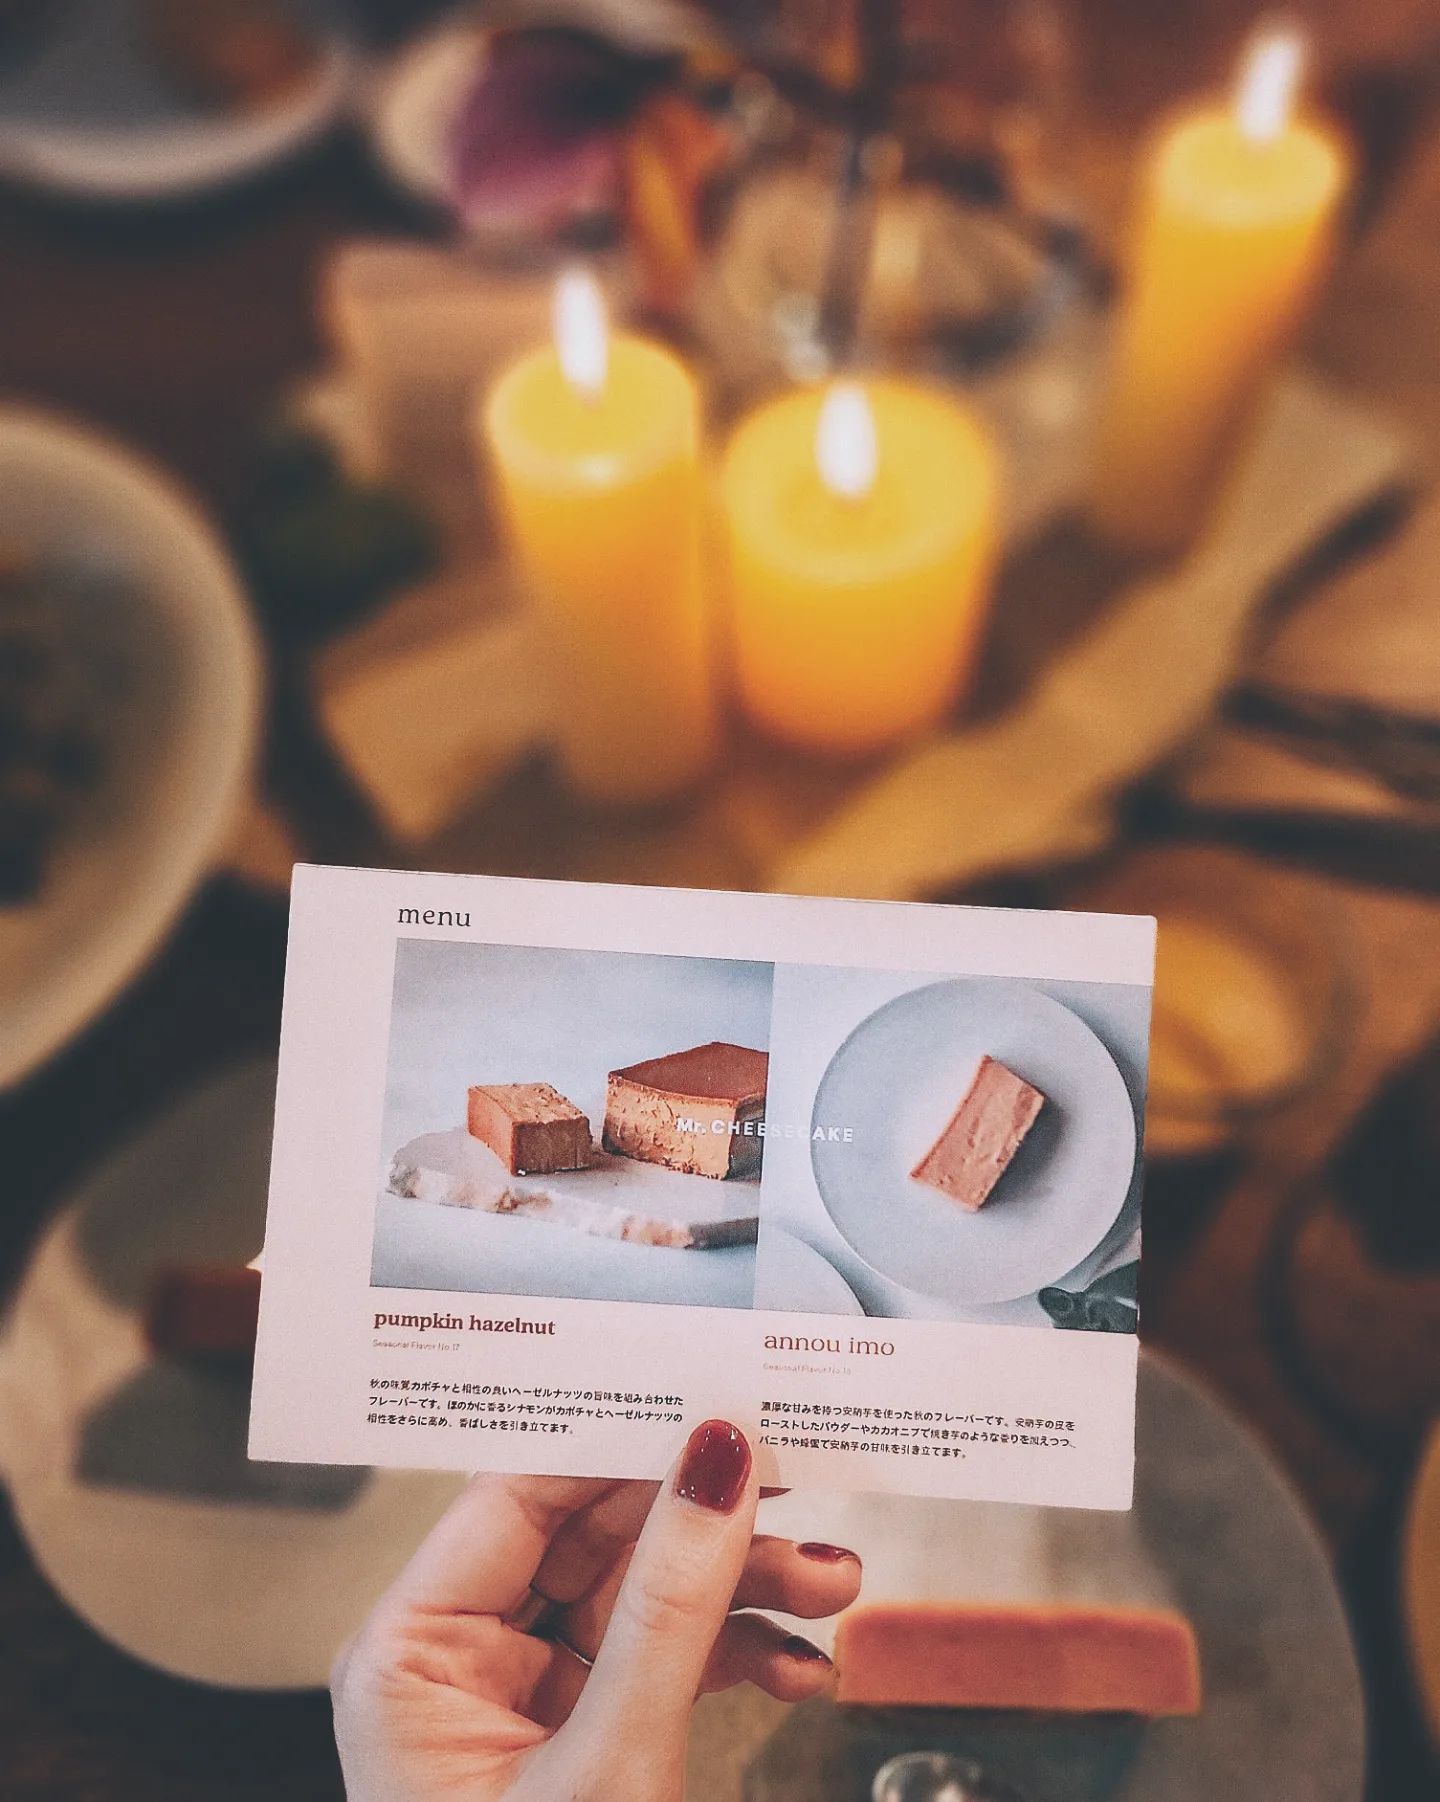 menu
Mr. CHEESECAKE
pumpkin hazelnut
Seasonal Flavor No.17
秋の味覚カボチャと相性の良いヘーゼルナッツの旨味を組み合わせた
フレーバーです。ほのかに香るシナモンがカボチャとヘーゼルナッツの
相性をさらに高め、香ばしさを引き立てます。
annou imo
Seasonal Flavor No.
濃厚な甘みを持つ安納芋を使った秋のフレーバーです。安納芋の皮を
ローストしたパウダーやカカオニブで焼き芋のような香りを加えつつ、
バニラや蜂蜜で安納芋の甘味を引き立てます。